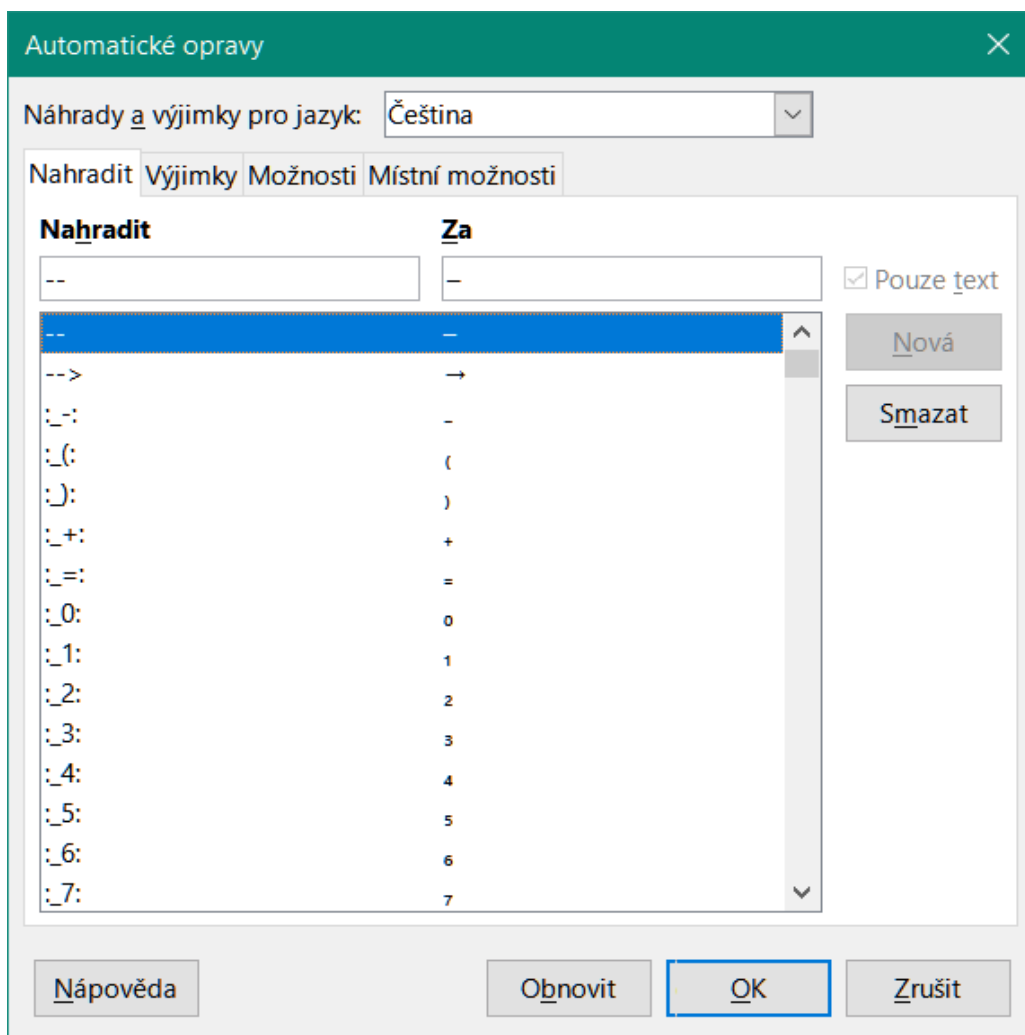 Automatické opravy
Náhrady a výjimky pro jazyk: Čeština
Nahradit Výjimky Možnosti Místní možnosti
Nahradit Za
-- – Pouze text
-- –
Nová
--> →
:_-: ₋
Smazat
:_(: ₍
:_): ₎
:_+: ₊
:_=: ₌
:_0: ₀
:_1: ₁
:_2: ₂
:_3: ₃
:_4: ₄
:_5: ₅
:_6: ₆
:_7: ₇
Nápověda Obnovit OK Zrušit